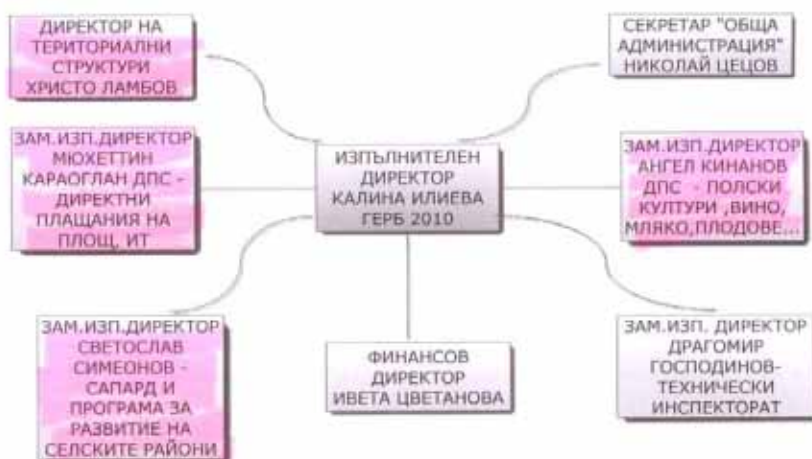 ДИРЕКТОР НА
ТЕРИТОРИАЛНИ
СТРУКТУРИ
ХРИСТО ЛАМБОВ
СЕКРЕТАР "ОБЩА
АДМИНИСТРАЦИЯ"
НИКОЛАЙ ЦЕЦОВ
ЗАМ.ИЗП.ДИРЕКТОР
МЮХЕТТИН
КАРАОГЛАН ДПС -
ДИРЕКТНИ
ПЛАЩАНИЯ НА
ПЛОЩ, ИТ
ИЗПЪЛНИТЕЛЕН
ДИРЕКТОР
КАЛИНА ИЛИЕВА
ГЕРБ 2010
ЗАМ.ИЗП.ДИРЕКТОР
АНГЕЛ КИНАНОВ
ДПС - ПОЛСКИ
КУЛТУРИ ,ВИНО,
МЛЯКО,ПЛОДОВЕ...
ЗАМ.ИЗП.ДИРЕКТОР
СВЕТОСЛАВ
СИМЕОНОВ -
САПАРД И
ПРОГРАМА ЗА
РАЗВИТИЕ НА
СЕЛСКИТЕ РАЙОНИ
ФИНАНСОВ
ДИРЕКТОР
ИВЕТА ЦВЕТАНОВА
ЗАМ.ИЗП. ДИРЕКТОР
ДРАГОМИР
ГОСПОДИНОВ-
ТЕХНИЧЕСКИ
ИНСПЕКТОРАТ